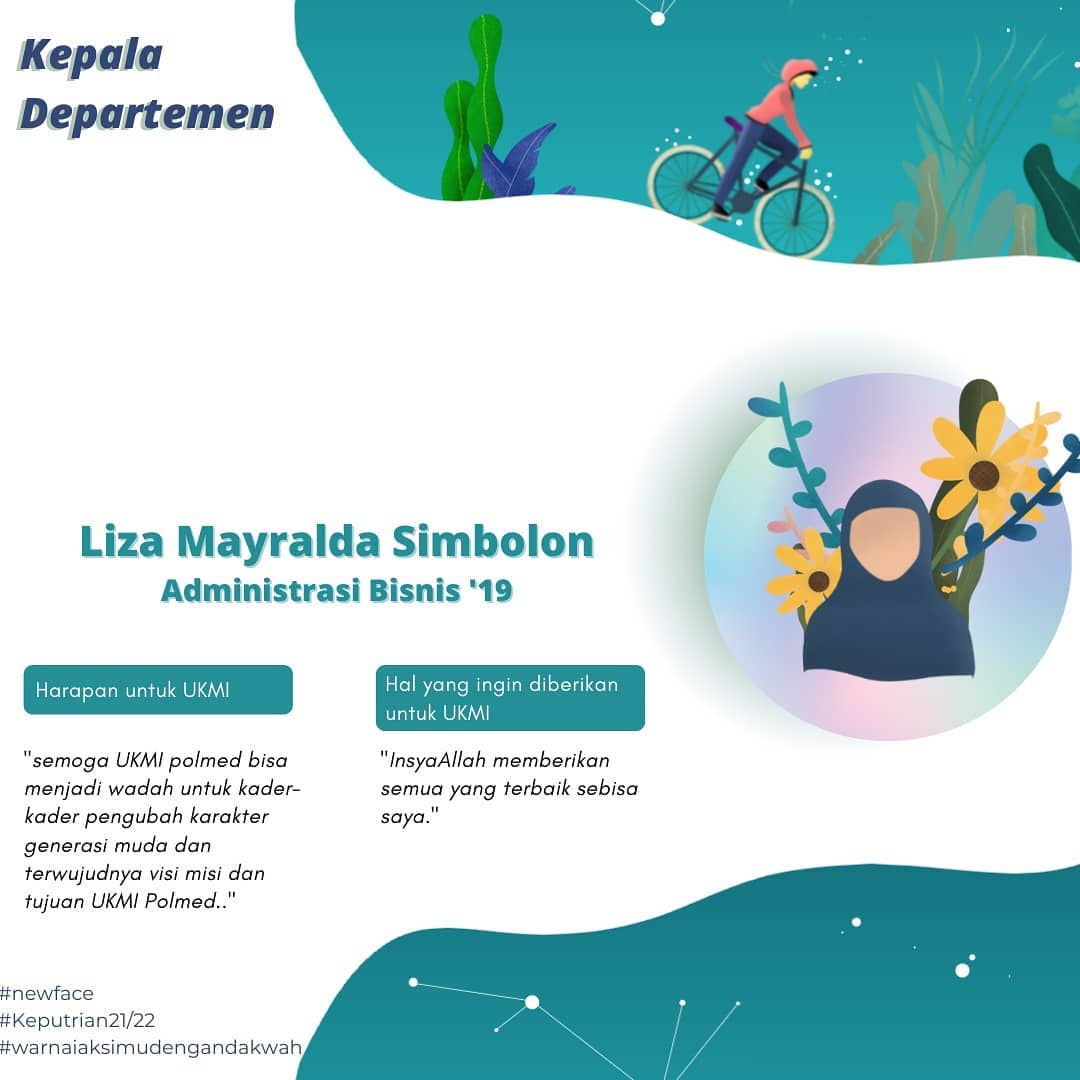 Kepala
Departemen
Liza Mayralda Simbolon
Administrasi Bisnis '19
Harapan untuk UKMI
"semoga UKMI polmed bisa
menjadi wadah untuk kader-
kader pengubah karakter
generasi muda dan
terwujudnya visi misi dan
tujuan UKMI Polmed.."
Hal yang ingin diberikan
untuk UKMI
"InsyaAllah memberikan
semua yang terbaik sebisa
saya."
#newface
#Keputrian21/22
#warnaiaksimudengandakwah